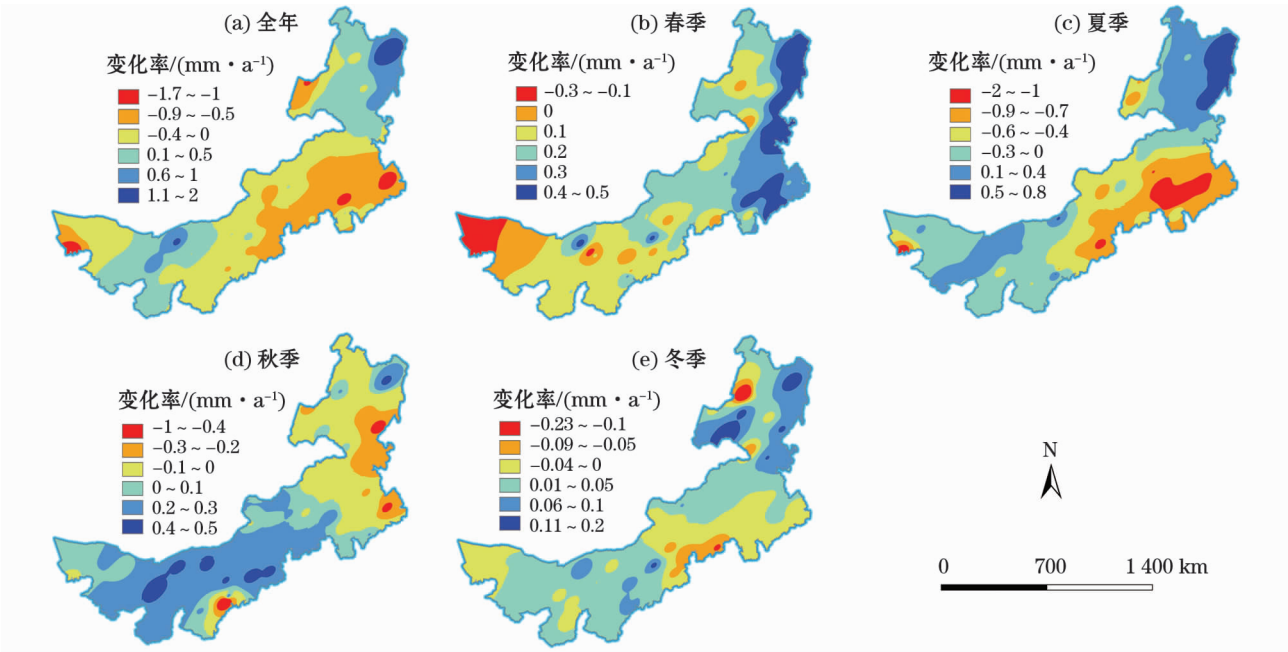 (a) 全年
变化率/(mm·a⁻¹)
−1.7 ~ −1
−0.9 ~ −0.5
−0.4 ~ 0
0.1 ~ 0.5
0.6 ~ 1
1.1 ~ 2
(b) 春季
变化率/(mm·a⁻¹)
−0.3 ~ −0.1
0
0.1
0.2
0.3
0.4 ~ 0.5
(c) 夏季
变化率/(mm·a⁻¹)
−2 ~ −1
−0.9 ~ −0.7
−0.6 ~ −0.4
−0.3 ~ 0
0.1 ~ 0.4
0.5 ~ 0.8
(d) 秋季
变化率/(mm·a⁻¹)
−1 ~ −0.4
−0.3 ~ −0.2
−0.1 ~ 0
0 ~ 0.1
0.2 ~ 0.3
0.4 ~ 0.5
(e) 冬季
变化率/(mm·a⁻¹)
−0.23 ~ −0.1
−0.09 ~ −0.05
−0.04 ~ 0
0.01 ~ 0.05
0.06 ~ 0.1
0.11 ~ 0.2
N
0 700 1 400 km